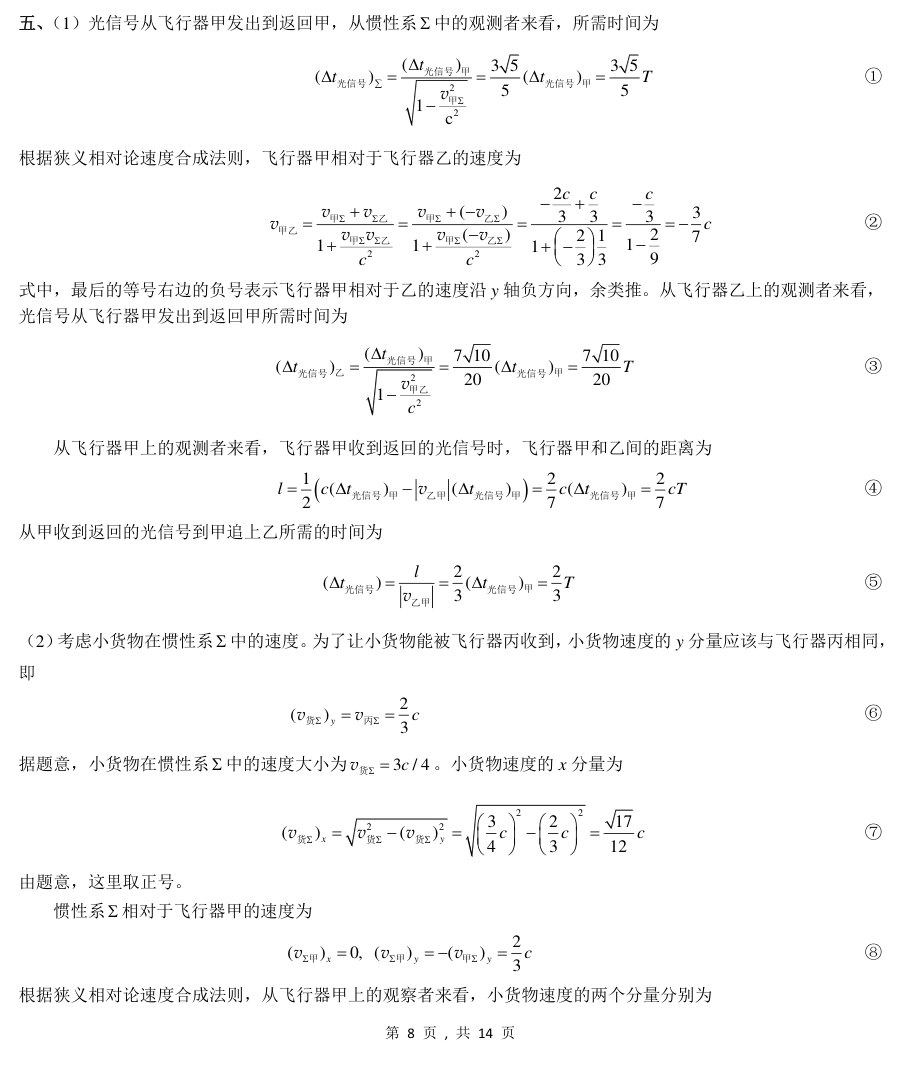 五、（1）光信号从飞行器甲发出到返回甲，从惯性系 Σ 中的观测者来看，所需时间为
(Δt光信号)Σ = (Δt光信号)甲 / √(1 − v²甲Σ / c²) = (3√5 / 5)(Δt光信号)甲 = (3√5 / 5) T ①
根据狭义相对论速度合成法则，飞行器甲相对于飞行器乙的速度为
v甲乙 = (v甲Σ + vΣ乙) / (1 + v甲Σ vΣ乙 / c²) = (v甲Σ + (−v乙Σ)) / (1 + v甲Σ(−v乙Σ) / c²) = (−2c/3 + c/3) / (1 + (−2/3)(1/3)) = (−c/3) / (1 − 2/9) = −(3/7) c ②
式中，最后的等号右边的负号表示飞行器甲相对于乙的速度沿 y 轴负方向，余类推。从飞行器乙上的观测者来看，
光信号从飞行器甲发出到返回甲所需时间为
(Δt光信号)乙 = (Δt光信号)甲 / √(1 − v²甲乙 / c²) = (7√10 / 20)(Δt光信号)甲 = (7√10 / 20) T ③
从飞行器甲上的观测者来看，飞行器甲收到返回的光信号时，飞行器甲和乙间的距离为
l = (1/2)(c(Δt光信号)甲 − |v乙甲|(Δt光信号)甲) = (2/7) c(Δt光信号)甲 = (2/7) cT ④
从甲收到返回的光信号到甲追上乙所需的时间为
(Δt光信号) = l / |v乙甲| = (2/3)(Δt光信号)甲 = (2/3) T ⑤
（2）考虑小货物在惯性系 Σ 中的速度。为了让小货物能被飞行器丙收到，小货物速度的 y 分量应该与飞行器丙相同，
即
(v货Σ)y = v丙Σ = (2/3) c ⑥
据题意，小货物在惯性系 Σ 中的速度大小为 v货Σ = 3c / 4 。小货物速度的 x 分量为
(v货Σ)x = √(v²货Σ − (v货Σ)²y) = √((3/4 c)² − (2/3 c)²) = (√17 / 12) c ⑦
由题意，这里取正号。
惯性系 Σ 相对于飞行器甲的速度为
(vΣ甲)x = 0, (vΣ甲)y = −(v甲Σ)y = (2/3) c ⑧
根据狭义相对论速度合成法则，从飞行器甲上的观察者来看，小货物速度的两个分量分别为
第 8 页 , 共 14 页